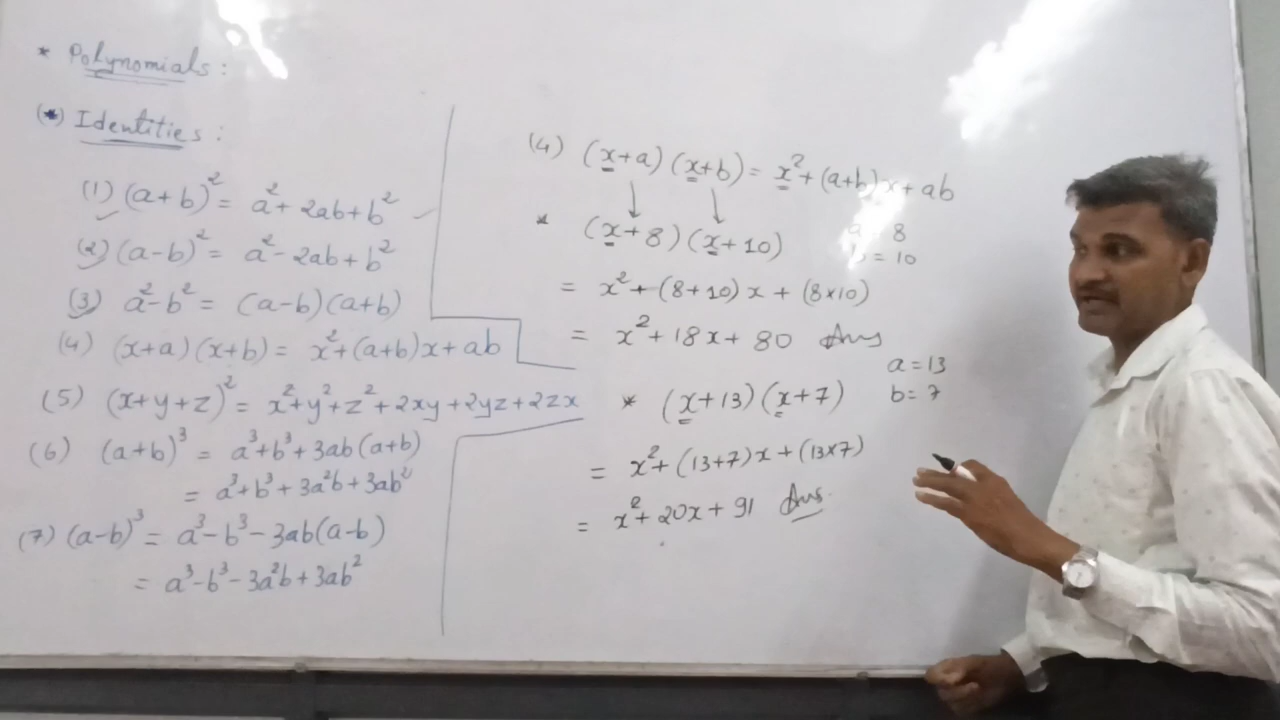 * Polynomials :
(*) Identities :
(1) (a+b)² = a² + 2ab + b²
(2) (a-b)² = a² - 2ab + b²
(3) a² - b² = (a-b)(a+b)
(4) (x+a)(x+b) = x² + (a+b)x + ab
(5) (x+y+z)² = x² + y² + z² + 2xy + 2yz + 2zx
(6) (a+b)³ = a³ + b³ + 3ab(a+b)
= a³ + b³ + 3a²b + 3ab²
(7) (a-b)³ = a³ - b³ - 3ab(a-b)
= a³ - b³ - 3a²b + 3ab²
(4) (x+a)(x+b) = x² + (a+b)x + ab
* (x+8)(x+10)
a = 8
b = 10
= x² + (8+10)x + (8×10)
= x² + 18x + 80 Ans
a = 13
b = 7
* (x+13)(x+7)
= x² + (13+7)x + (13×7)
= x² + 20x + 91 Ans.